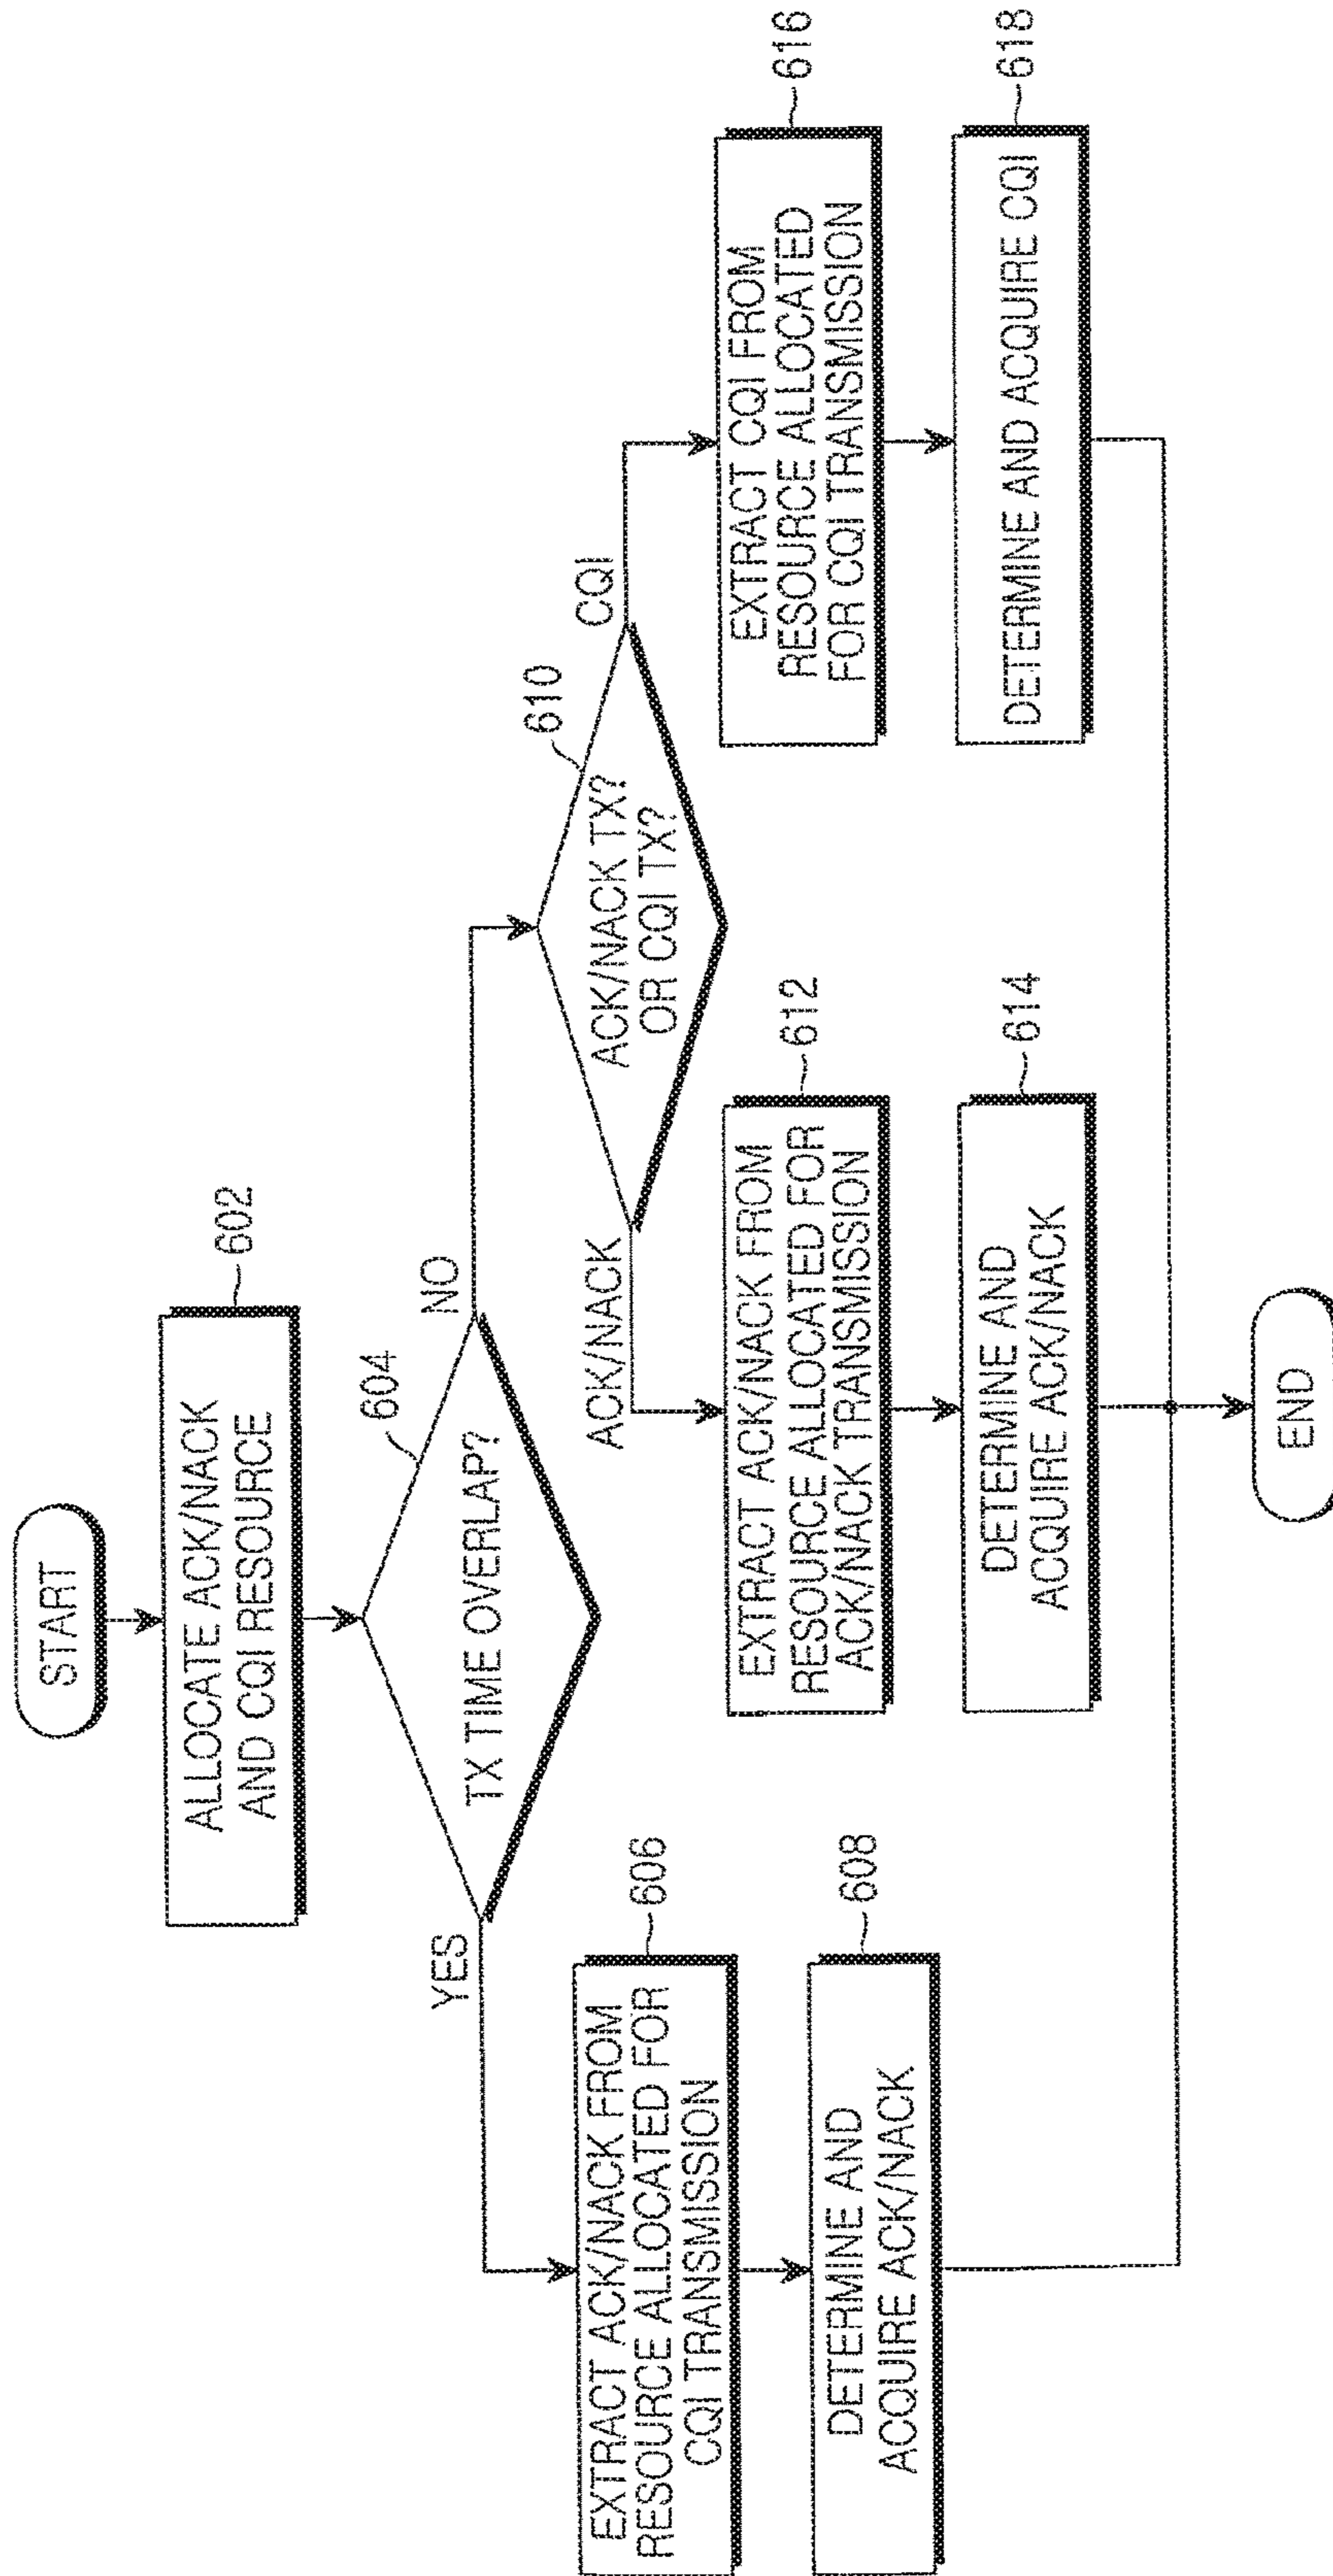 START
ALLOCATE ACK/NACK
AND CQI RESOURCE
602
TX TIME OVERLAP?
604
YES
NO
EXTRACT ACK/NACK FROM
RESOURCE ALLOCATED FOR
CQI TRANSMISSION
606
DETERMINE AND
ACQUIRE ACK/NACK
608
ACK/NACK TX?
OR CQI TX?
610
ACK/NACK
CQI
EXTRACT ACK/NACK FROM
RESOURCE ALLOCATED FOR
ACK/NACK TRANSMISSION
612
DETERMINE AND
ACQUIRE ACK/NACK
614
EXTRACT CQI FROM
RESOURCE ALLOCATED
FOR CQI TRANSMISSION
616
DETERMINE AND ACQUIRE CQI
618
END